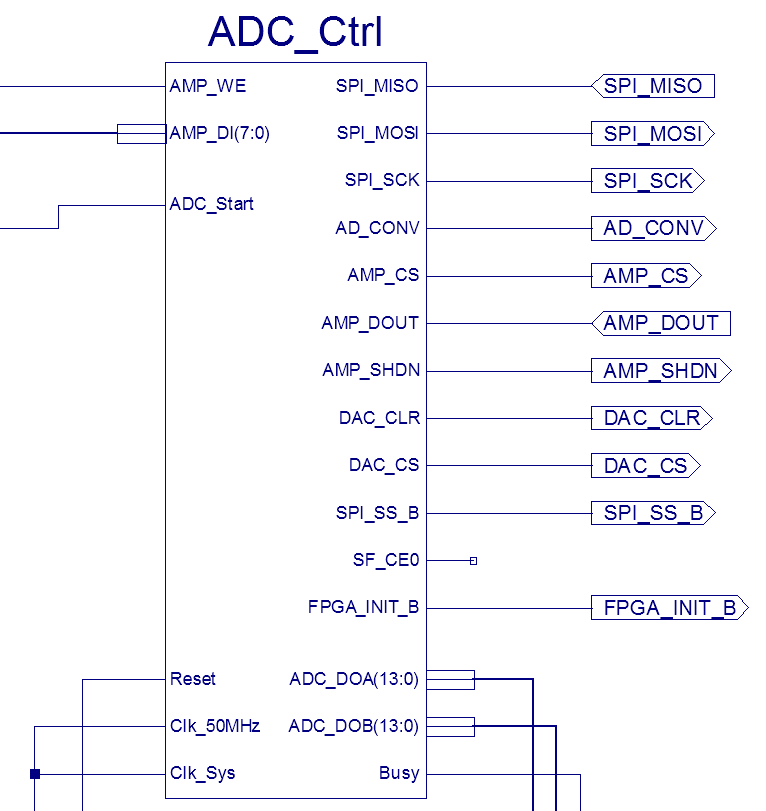 ADC_Ctrl
AMP_WE SPI_MISO SPI_MISO
AMP_DI(7:0) SPI_MOSI SPI_MOSI
SPI_SCK SPI_SCK
ADC_Start
AD_CONV AD_CONV
AMP_CS AMP_CS
AMP_DOUT AMP_DOUT
AMP_SHDN AMP_SHDN
DAC_CLR DAC_CLR
DAC_CS DAC_CS
SPI_SS_B SPI_SS_B
SF_CE0
FPGA_INIT_B FPGA_INIT_B
Reset ADC_DOA(13:0)
Clk_50MHz ADC_DOB(13:0)
Clk_Sys Busy